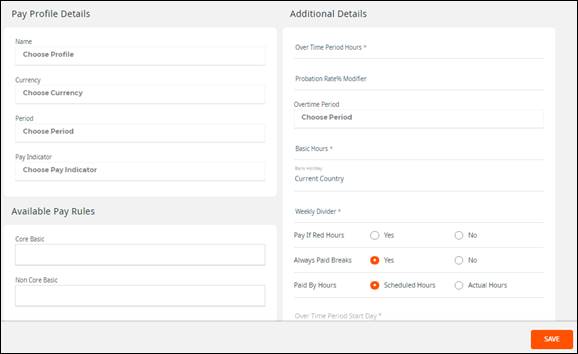 Pay Profile Details
Name
Choose Profile
Currency
Choose Currency
Period
Choose Period
Pay Indicator
Choose Pay Indicator
Available Pay Rules
Core Basic
Non Core Basic
Additional Details
Over Time Period Hours *
Probation Rate% Modifier
Overtime Period
Choose Period
Basic Hours *
Bank Holiday
Current Country
Weekly Divider *
Pay If Red Hours Yes No
Always Paid Breaks Yes No
Paid By Hours Scheduled Hours Actual Hours
Over Time Period Start Day *
SAVE